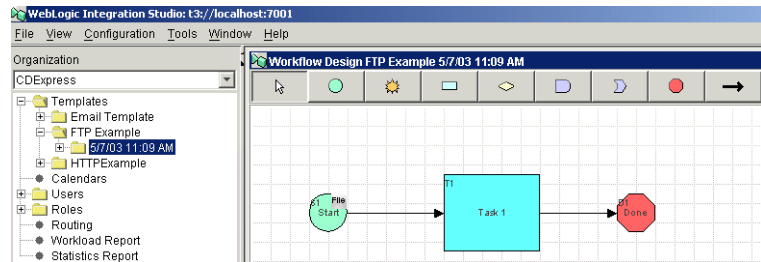 WebLogic Integration Studio: t3://localhost:7001
File View Configuration Tools Window Help
Organization
CDExpress
Templates
Email Template
FTP Example
5/7/03 11:09 AM
HTTPExample
Calendars
Users
Roles
Routing
Workload Report
Statistics Report
Workflow Design FTP Example 5/7/03 11:09 AM
S1 File
Start
T1
Task 1
D1
Done